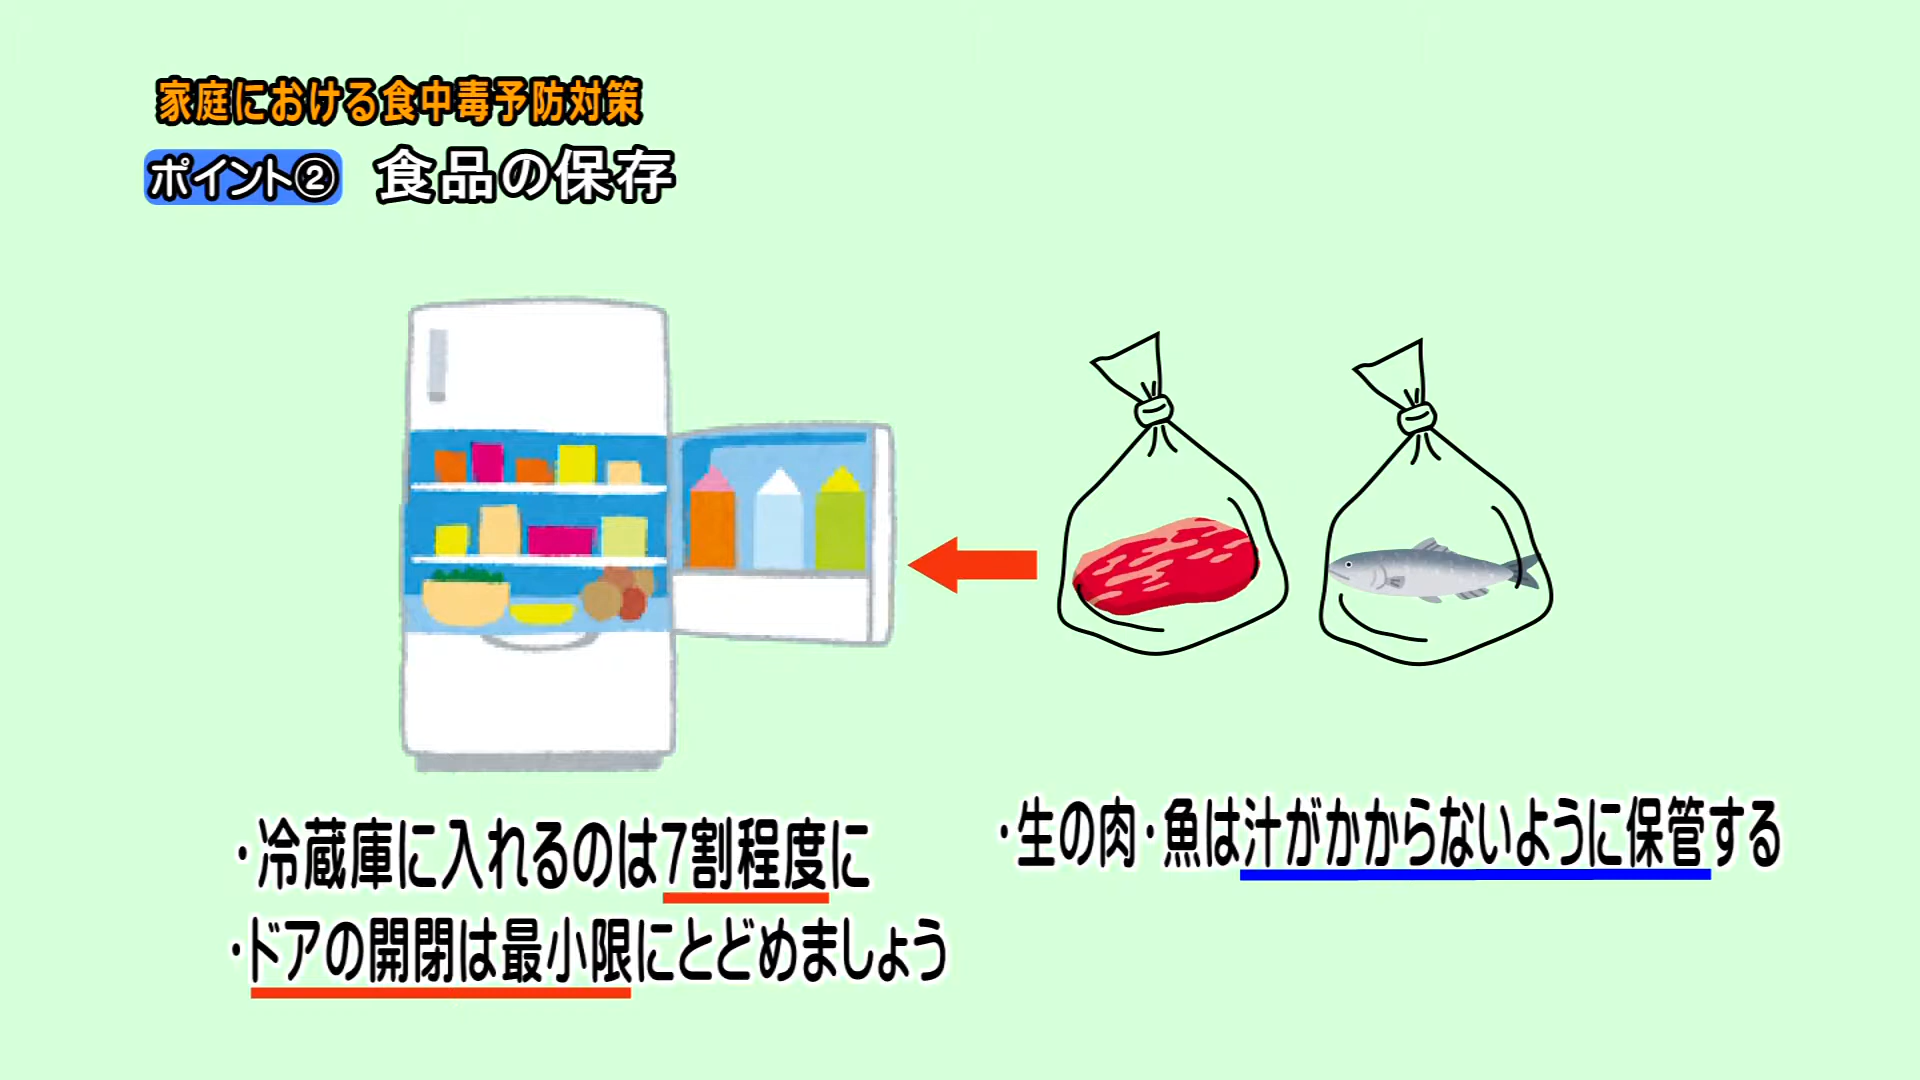 家庭における食中毒予防対策
ポイント② 食品の保存
・冷蔵庫に入れるのは7割程度に
・ドアの開閉は最小限にとどめましょう
・生の肉・魚は汁がかからないように保管する